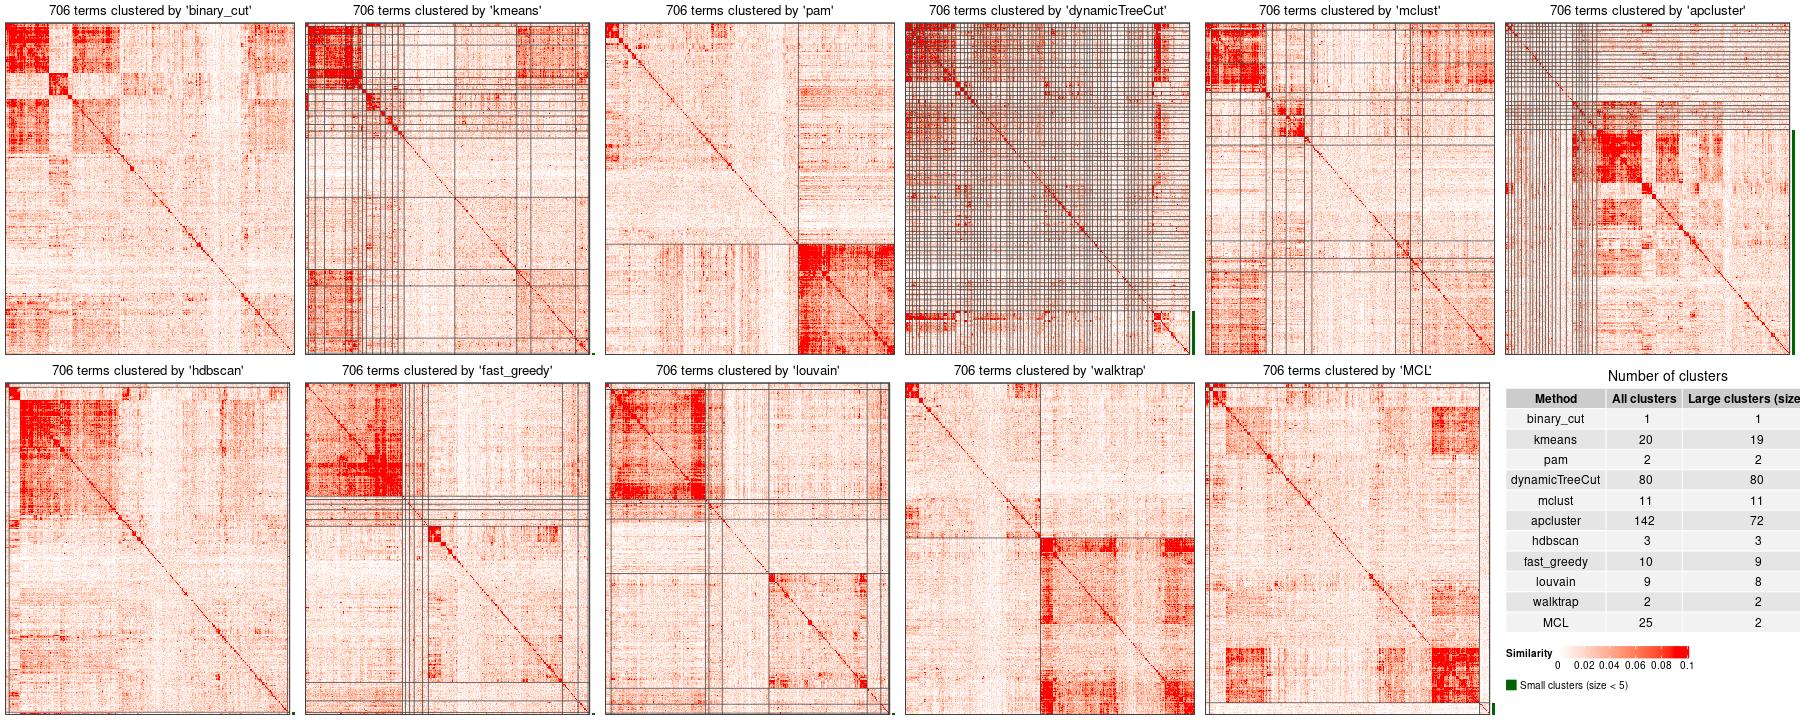 706 terms clustered by 'binary_cut'
706 terms clustered by 'kmeans'
706 terms clustered by 'pam'
706 terms clustered by 'dynamicTreeCut'
706 terms clustered by 'mclust'
706 terms clustered by 'apcluster'
706 terms clustered by 'hdbscan'
706 terms clustered by 'fast_greedy'
706 terms clustered by 'louvain'
706 terms clustered by 'walktrap'
706 terms clustered by 'MCL'
Number of clusters
Method All clusters Large clusters (size
binary_cut 1 1
kmeans 20 19
pam 2 2
dynamicTreeCut 80 80
mclust 11 11
apcluster 142 72
hdbscan 3 3
fast_greedy 10 9
louvain 9 8
walktrap 2 2
MCL 25 2
Similarity
0 0.02 0.04 0.06 0.08 0.1
Small clusters (size < 5)